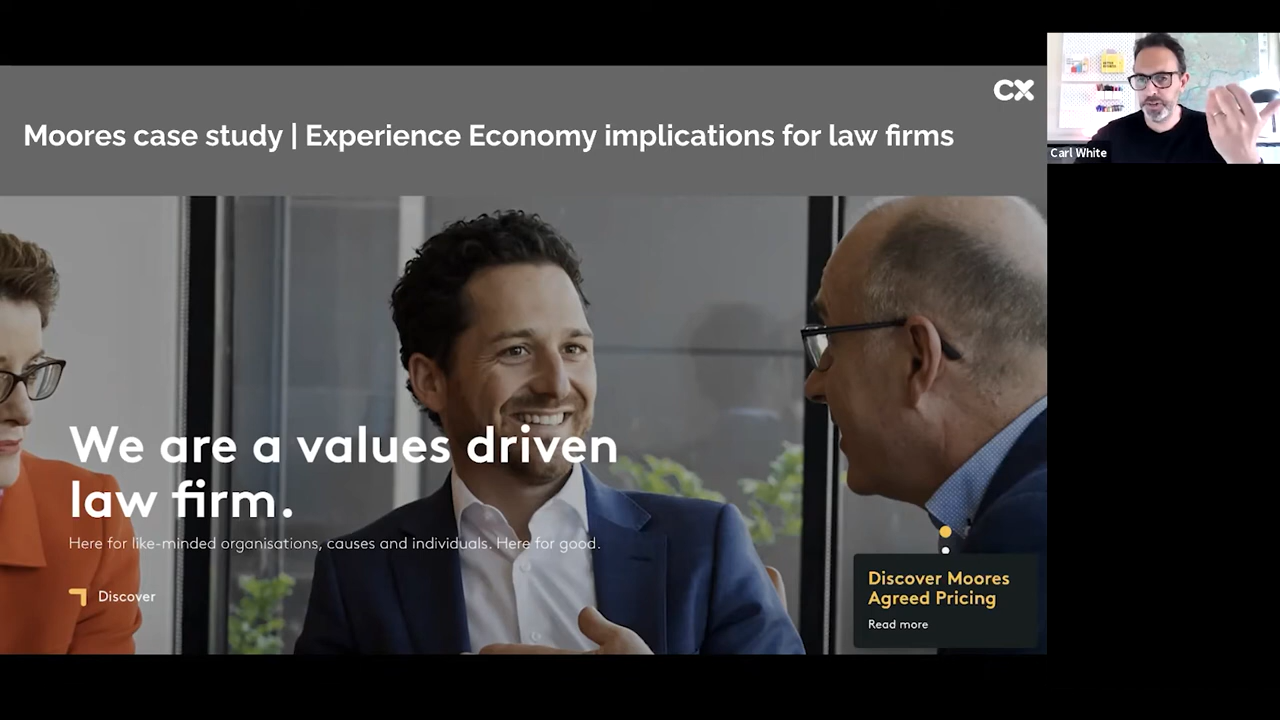 CX
Moores case study | Experience Economy implications for law firms
Carl White
We are a values driven
law firm.
Here for like-minded organisations, causes and individuals. Here for good.
Discover
Discover Moores
Agreed Pricing
Read more